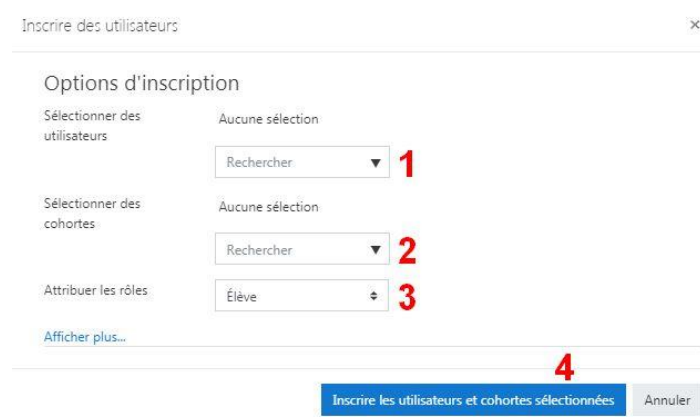 Inscrire des utilisateurs ×
Options d'inscription
Sélectionner des
utilisateurs
Aucune sélection
Rechercher ▼ 1
Sélectionner des
cohortes
Aucune sélection
Rechercher ▼ 2
Attribuer les rôles
Élève 3
Afficher plus...
4
Inscrire les utilisateurs et cohortes sélectionnées Annuler